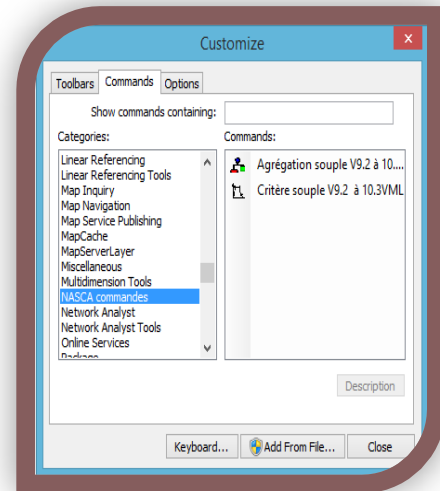 Customize
x
Toolbars Commands Options
Show commands containing:
Categories:
Commands:
Linear Referencing
Linear Referencing Tools
Map Inquiry
Map Navigation
Map Service Publishing
MapCache
MapServerLayer
Miscellaneous
Multidimension Tools
NASCA commandes
Network Analyst
Network Analyst Tools
Online Services
Package
Agrégation souple V9.2 à 10....
Critère souple V9.2 à 10.3VML
Description
Keyboard... Add From File... Close